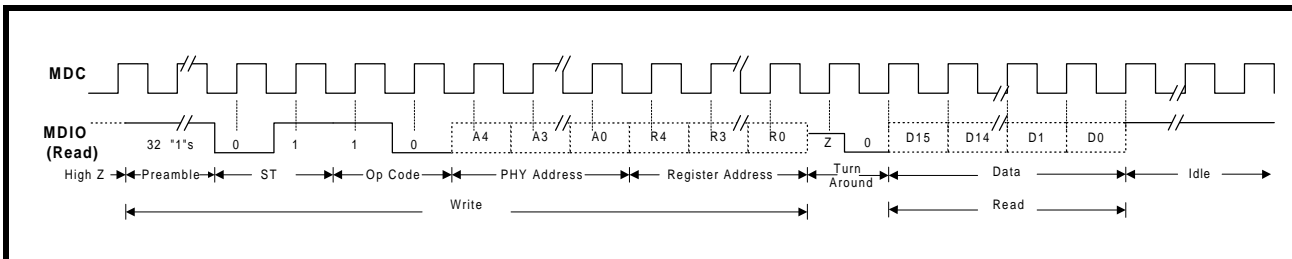 MDC
MDIO
(Read)
32 "1"s 0 1 1 0 A4 A3 A0 R4 R3 R0 Z 0 D15 D14 D1 D0
High Z Preamble ST Op Code PHY Address Register Address Turn Around Data Idle
Write Read